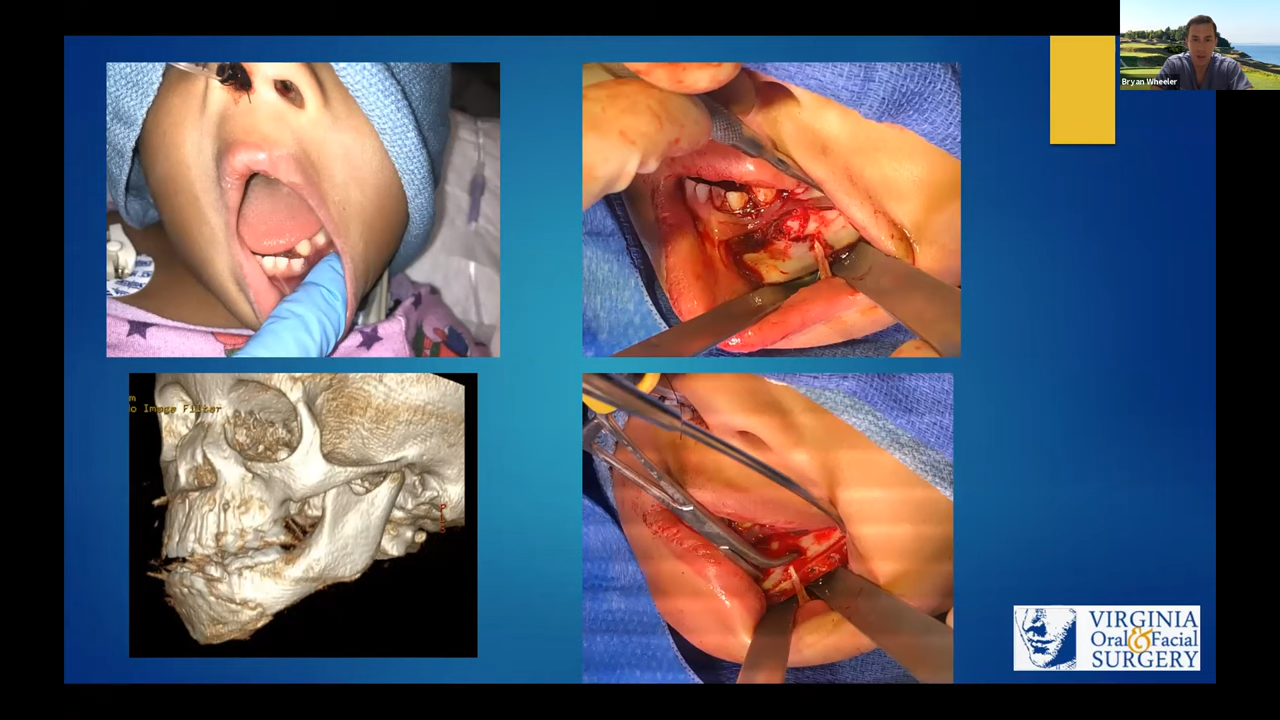 Bryan Wheeler
m
o Image Filter
VIRGINIA
Oral & Facial
SURGERY